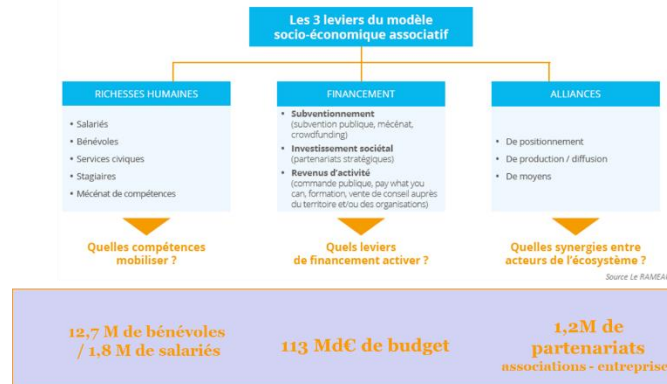 Les 3 leviers du modèle
socio-économique associatif
RICHESSES HUMAINES
• Salariés
• Bénévoles
• Services civiques
• Stagiaires
• Mécénat de compétences
Quelles compétences
mobiliser ?
FINANCEMENT
• Subventionnement
(subvention publique, mécénat,
crowdfunding)
• Investissement sociétal
(partenariats stratégiques)
• Revenus d'activité
(commande publique, pay what you
can, formation, vente de conseil auprès
du territoire et/ou des organisations)
Quels leviers
de financement activer ?
ALLIANCES
• De positionnement
• De production / diffusion
• De moyens
Quelles synergies entre
acteurs de l'écosystème ?
Source Le RAMEAU
12,7 M de bénévoles
/ 1,8 M de salariés
113 Md€ de budget
1,2M de
partenariats
associations - entreprise